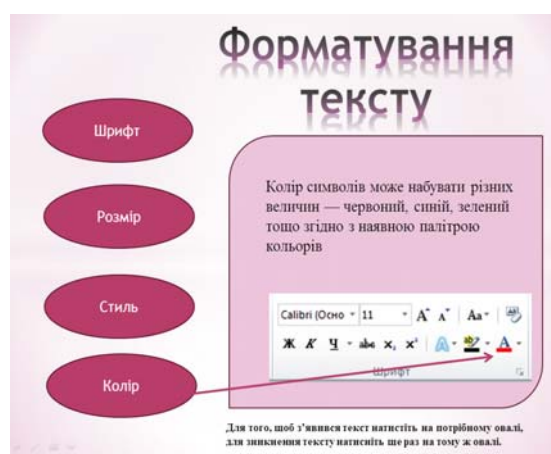 Форматування
тексту
Шрифт
Розмір
Стиль
Колір
Колір символів може набувати різних
величин — червоний, синій, зелений
тощо згідно з наявною палітрою
кольорів
Calibri (Осно 11 A A Aa
Ж К Ч abc x₂ x² A ab A
Шрифт
Для того, щоб з’явився текст натистіть на потрібному овалі,
для зникнення тексту натисніть ще раз на тому ж овалі.